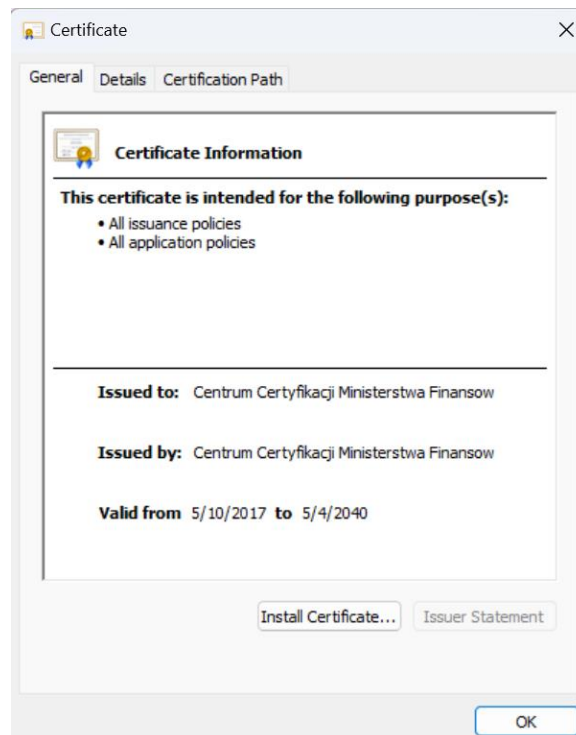 Certificate
General Details Certification Path
Certificate Information
This certificate is intended for the following purpose(s):
• All issuance policies
• All application policies
Issued to: Centrum Certyfikacji Ministerstwa Finansow
Issued by: Centrum Certyfikacji Ministerstwa Finansow
Valid from 5/10/2017 to 5/4/2040
Install Certificate... Issuer Statement
OK